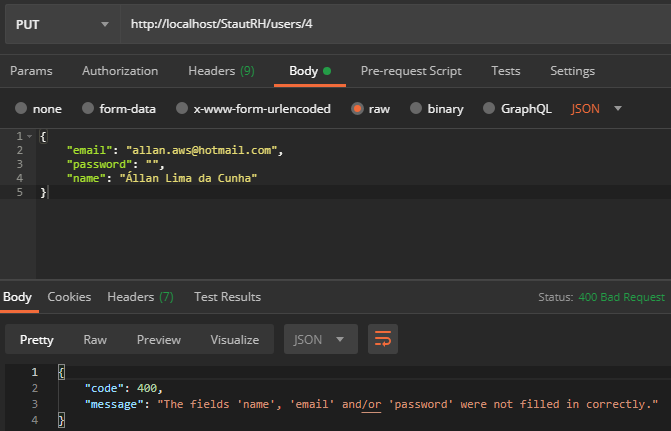 PUT http://localhost/StautRH/users/4
Params Authorization Headers (9) Body Pre-request Script Tests Settings
none form-data x-www-form-urlencoded raw binary GraphQL JSON
1 {
2 "email": "allan.aws@hotmail.com",
3 "password": "",
4 "name": "Állan Lima da Cunha"
5 }
Body Cookies Headers (7) Test Results Status: 400 Bad Request
Pretty Raw Preview Visualize JSON
1 {
2 "code": 400,
3 "message": "The fields 'name', 'email' and/or 'password' were not filled in correctly."
4 }